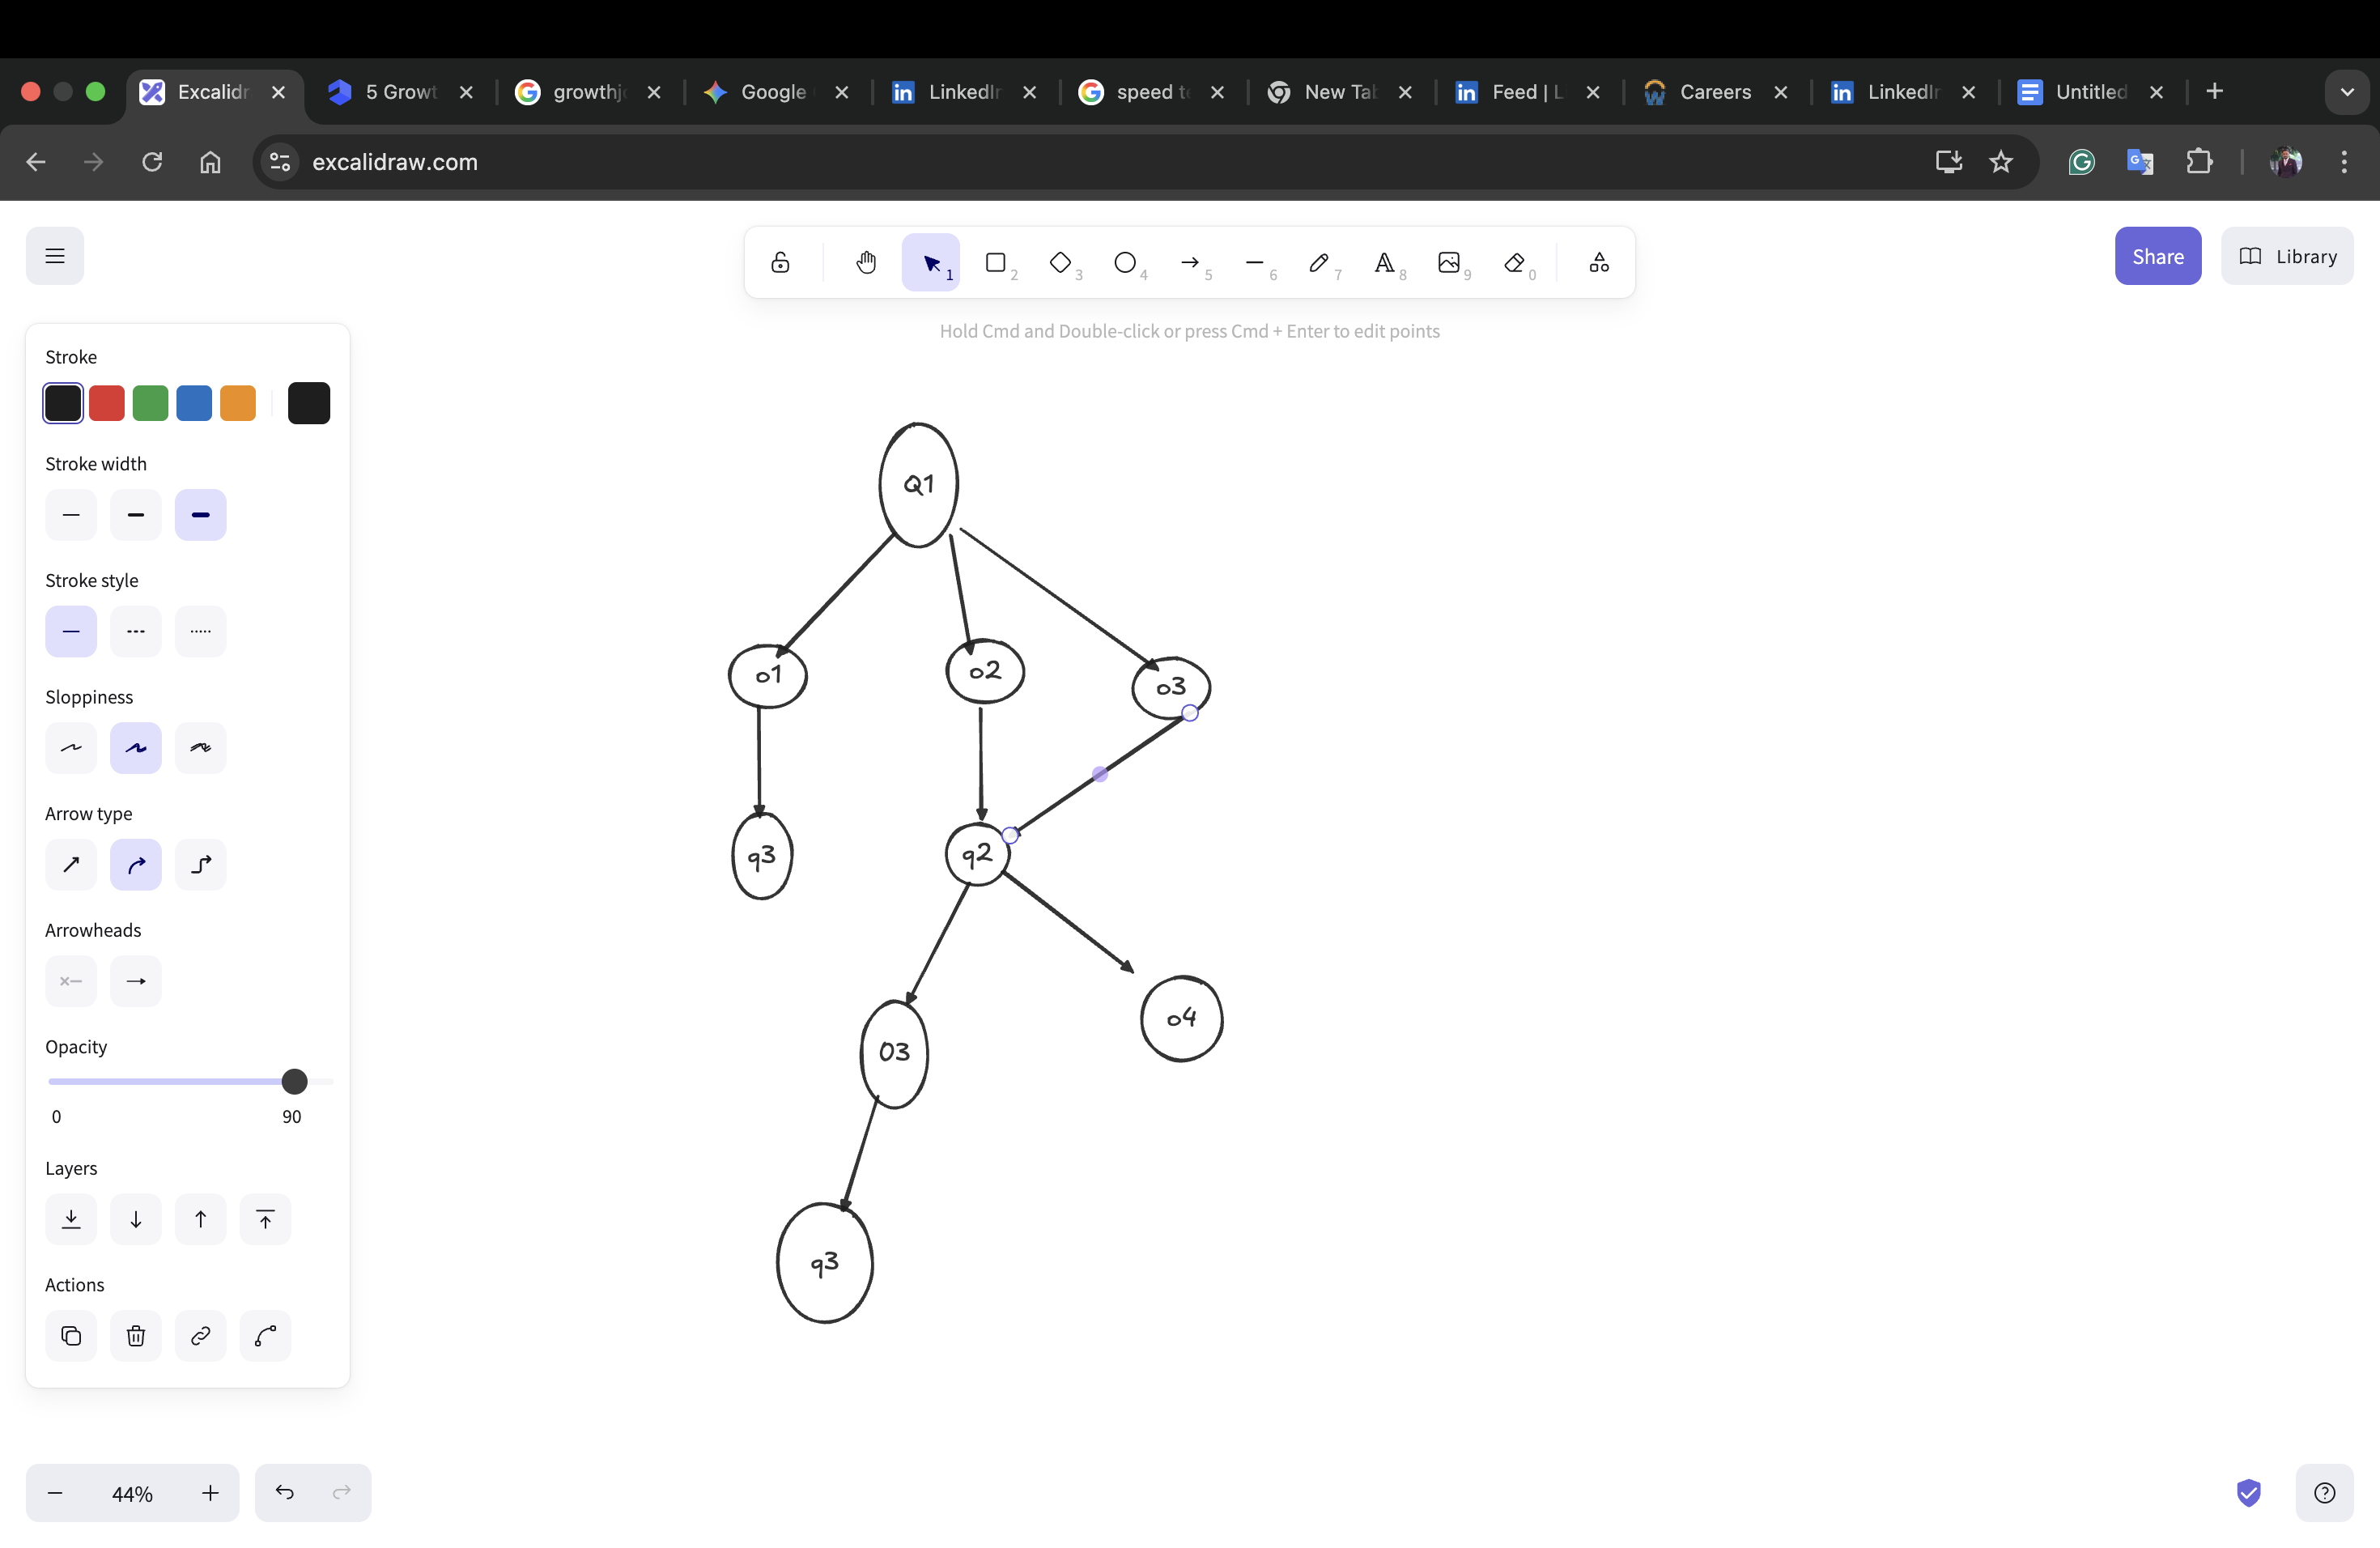 Excalidr
5 Growt
growthj
Google
LinkedIn
speed te
New Tab
Feed | L
Careers
LinkedIn
Untitled
excalidraw.com
1
2
3
4
5
6
7
8
9
0
Share
Library
Hold Cmd and Double-click or press Cmd + Enter to edit points
Stroke
Stroke width
Stroke style
Sloppiness
Arrow type
Arrowheads
Opacity
0 90
Layers
Actions
Q1
o1
o2
o3
q3
q2
O3
o4
q3
44%